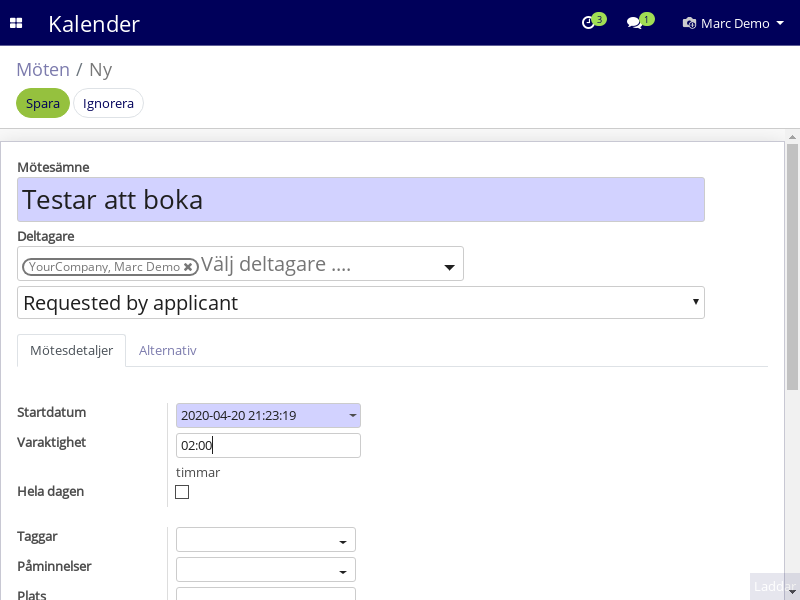 Kalender
3
1
Marc Demo
Möten / Ny
Spara
Ignorera
Mötesämne
Testar att boka
Deltagare
YourCompany, Marc Demo
Välj deltagare ....
Requested by applicant
Mötesdetaljer
Alternativ
Startdatum
2020-04-20 21:23:19
Varaktighet
02:00
timmar
Hela dagen
Taggar
Påminnelser
Plats
Laddar